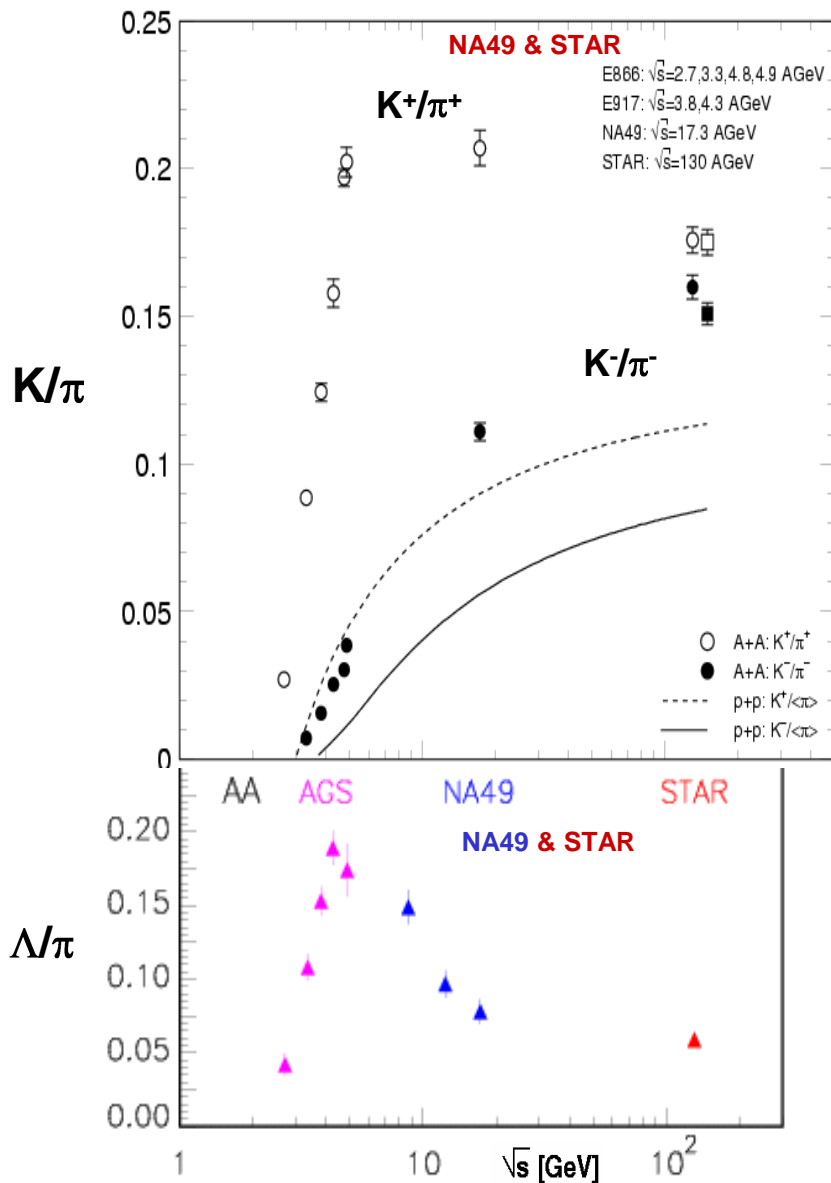 0.25
NA49 & STAR
E866: √s=2.7,3.3,4.8,4.9 AGeV
K⁺/π⁺
E917: √s=3.8,4.3 AGeV
NA49: √s=17.3 AGeV
STAR: √s=130 AGeV
0.2
0.15
K⁻/π⁻
K/π
0.1
0.05
A+A: K⁺/π⁺
A+A: K⁻/π⁻
p+p: K⁺/<π>
p+p: K⁻/<π>
0
AA AGS NA49 STAR
0.20
NA49 & STAR
0.15
Λ/π
0.10
0.05
0.00
1 10 √s [GeV] 10²